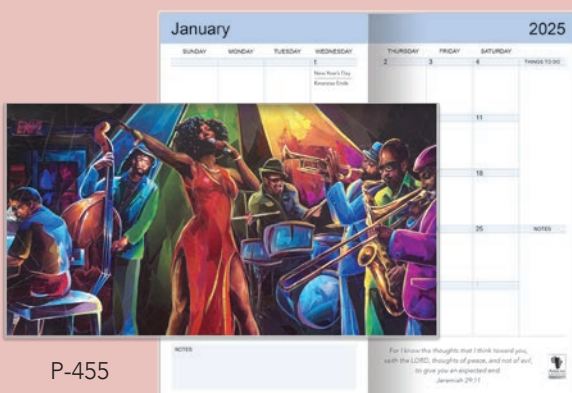 January 2025
SUNDAY MONDAY TUESDAY WEDNESDAY THURSDAY FRIDAY SATURDAY
1 2 3 4 THINGS TO DO
New Year's Day
Kwanzaa Ends
11
18
25 NOTES
NOTES
For I know the thoughts that I think toward you,
saith the LORD, thoughts of peace, and not of evil,
to give you an expected end.
Jeremiah 29:11
P-455